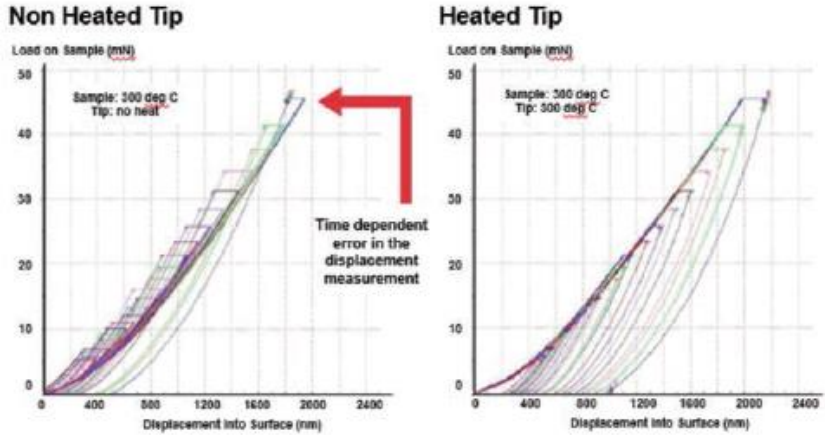 Non Heated Tip
Load on Sample (mN)
50
40
30
20
10
0
0 400 800 1200 1600 2000 2400
Displacement Into Surface (nm)
Sample: 300 deg C
Tip: no heat
Time dependent
error in the
displacement
measurement
Heated Tip
Load on Sample (mN)
50
40
30
20
10
0
0 400 800 1200 1600 2000 2400
Displacement Into Surface (nm)
Sample: 300 deg C
Tip: 300 deg C